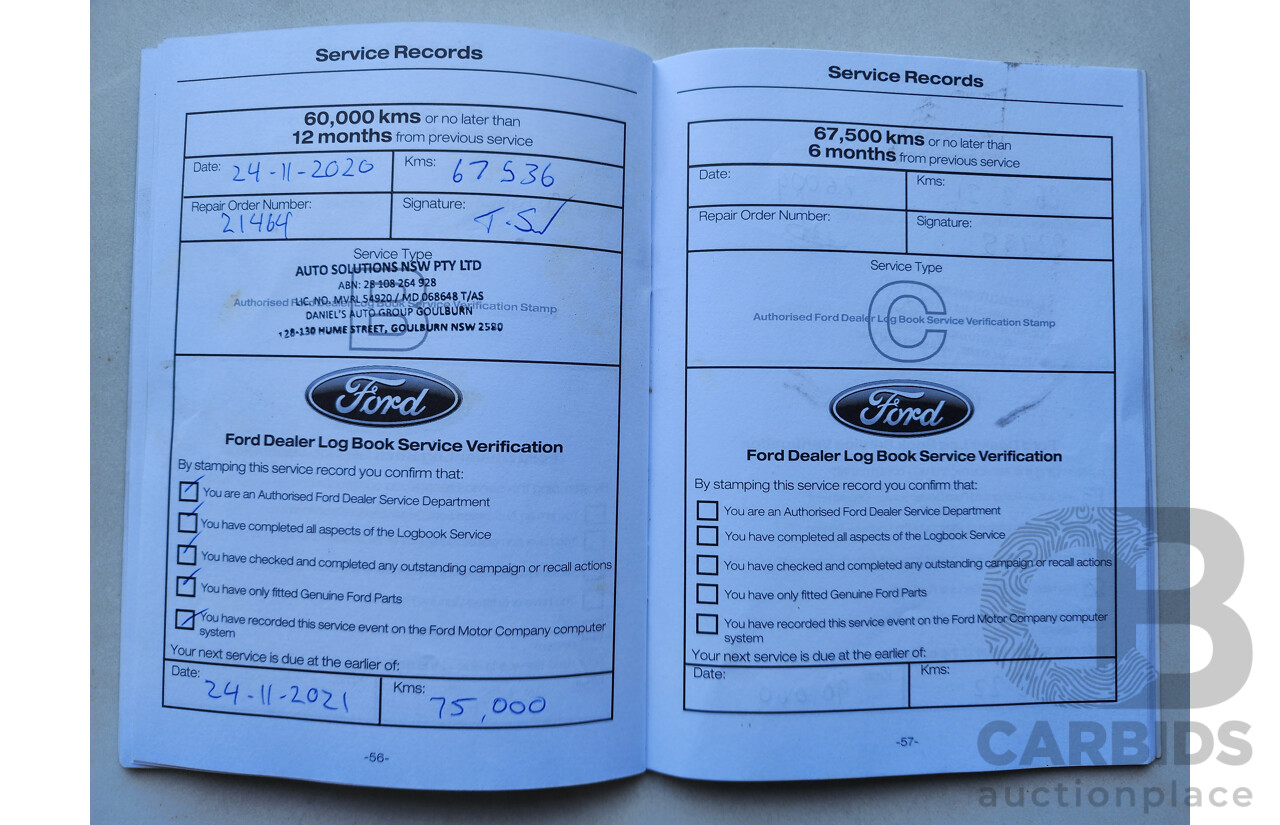 Service Records
60,000 kms or no later than
12 months from previous service
Date: 24-11-2020
Kms: 67536
Repair Order Number:
21464
Signature:
Service Type
B
AUTO SOLUTIONS NSW PTY LTD
ABN: 28 108 264 928
Authorised Ford Dealer Log Book Service Verification Stamp
LIC. NO. MVRL 54920 / MD 068648 T/AS
DANIEL'S AUTO GROUP GOULBURN
128-130 HUME STREET, GOULBURN NSW 2580
Ford
Ford Dealer Log Book Service Verification
By stamping this service record you confirm that:
You are an Authorised Ford Dealer Service Department
You have completed all aspects of the Logbook Service
You have checked and completed any outstanding campaign or recall actions
You have only fitted Genuine Ford Parts
You have recorded this service event on the Ford Motor Company computer
system
Your next service is due at the earlier of:
Date: 24-11-2021
Kms: 75,000
-56-
Service Records
67,500 kms or no later than
6 months from previous service
Date:
Kms:
Repair Order Number:
Signature:
Service Type
C
Authorised Ford Dealer Log Book Service Verification Stamp
Ford
Ford Dealer Log Book Service Verification
By stamping this service record you confirm that:
You are an Authorised Ford Dealer Service Department
You have completed all aspects of the Logbook Service
You have checked and completed any outstanding campaign or recall actions
You have only fitted Genuine Ford Parts
You have recorded this service event on the Ford Motor Company computer
system
Your next service is due at the earlier of:
Date:
Kms:
-57-
CB
CARBIDS
auctionplace